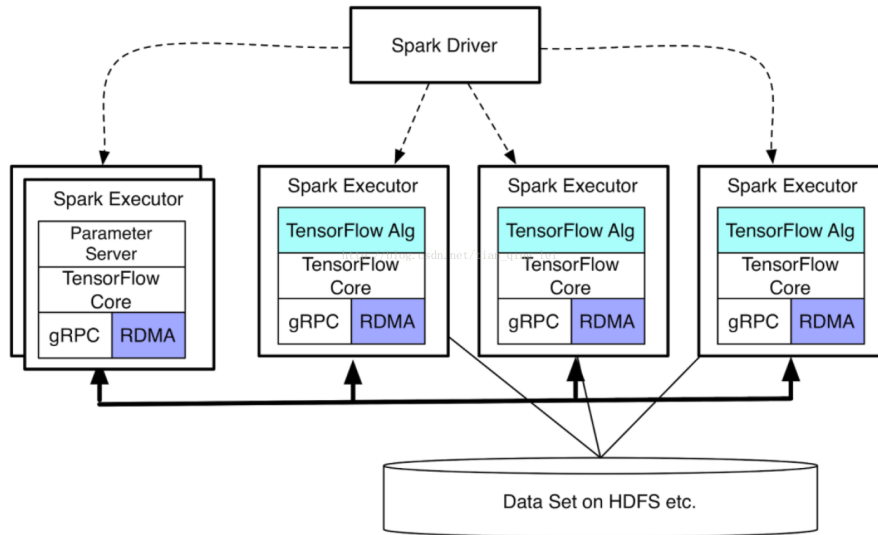 Spark Driver
Spark Executor
Parameter
Server
TensorFlow
Core
gRPC
RDMA
Spark Executor
TensorFlow Alg
TensorFlow
Core
gRPC
RDMA
Spark Executor
TensorFlow Alg
TensorFlow
Core
gRPC
RDMA
Spark Executor
TensorFlow Alg
TensorFlow
Core
gRPC
RDMA
Data Set on HDFS etc.